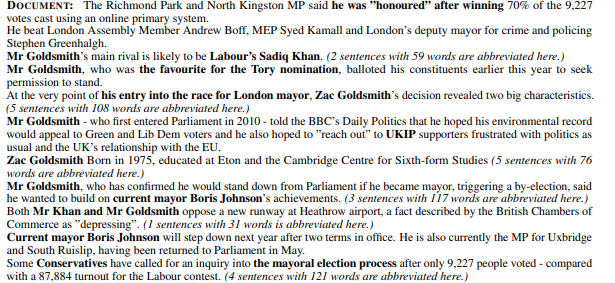 DOCUMENT: The Richmond Park and North Kingston MP said he was ”honoured” after winning 70% of the 9,227
votes cast using an online primary system.
He beat London Assembly Member Andrew Boff, MEP Syed Kamall and London’s deputy mayor for crime and policing
Stephen Greenhalgh.
Mr Goldsmith’s main rival is likely to be Labour’s Sadiq Khan. (2 sentences with 59 words are abbreviated here.)
Mr Goldsmith, who was the favourite for the Tory nomination, balloted his constituents earlier this year to seek
permission to stand.
At the very point of his entry into the race for London mayor, Zac Goldsmith’s decision revealed two big characteristics.
(5 sentences with 108 words are abbreviated here.)
Mr Goldsmith - who first entered Parliament in 2010 - told the BBC’s Daily Politics that he hoped his environmental record
would appeal to Green and Lib Dem voters and he also hoped to ”reach out” to UKIP supporters frustrated with politics as
usual and the UK’s relationship with the EU.
Zac Goldsmith Born in 1975, educated at Eton and the Cambridge Centre for Sixth-form Studies (5 sentences with 76
words are abbreviated here.)
Mr Goldsmith, who has confirmed he would stand down from Parliament if he became mayor, triggering a by-election, said
he wanted to build on current mayor Boris Johnson’s achievements. (3 sentences with 117 words are abbreviated here.)
Both Mr Khan and Mr Goldsmith oppose a new runway at Heathrow airport, a fact described by the British Chambers of
Commerce as ”depressing”. (1 sentences with 31 words is abbreviated here.)
Current mayor Boris Johnson will step down next year after two terms in office. He is also currently the MP for Uxbridge
and South Ruislip, having been returned to Parliament in May.
Some Conservatives have called for an inquiry into the mayoral election process after only 9,227 people voted - compared
with a 87,884 turnout for the Labour contest. (4 sentences with 121 words are abbreviated here.)